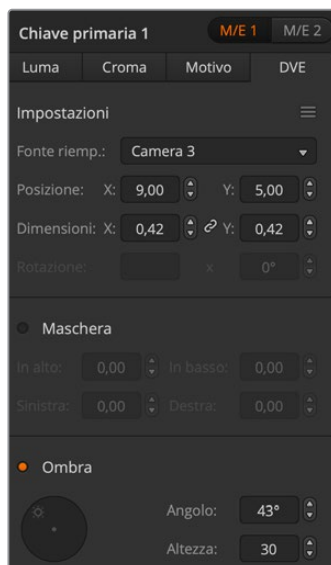 Chiave primaria 1 M/E 1 M/E 2
Luma Croma Motivo DVE
Impostazioni
Fonte riemp.: Camera 3
Posizione: X: 9,00 Y: 5,00
Dimensioni: X: 0,42 Y: 0,42
Rotazione: x 0°
Maschera
In alto: 0,00 In basso: 0,00
Sinistra: 0,00 Destra: 0,00
Ombra
Angolo: 43°
Altezza: 30